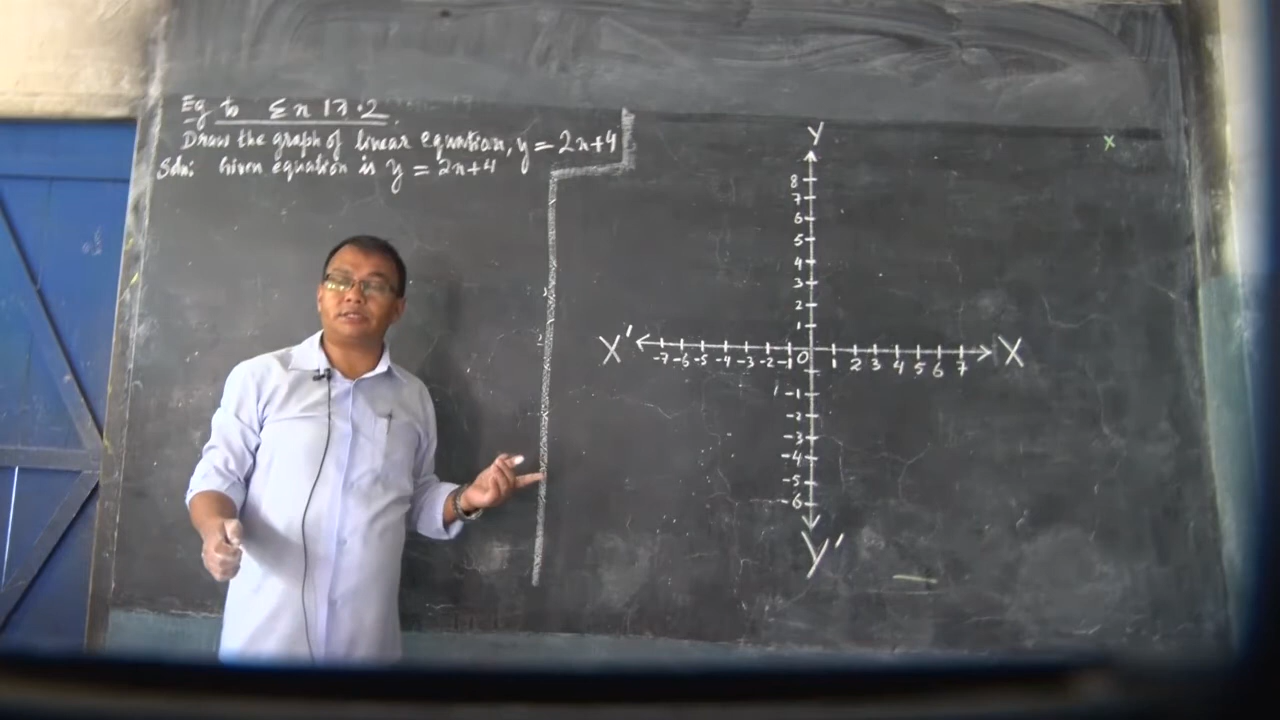 Eg to Ex 17.2
Draw the graph of linear equation, y = 2x+4
Soln: Given equation is y = 2x+4
Y
8
7
6
5
4
3
2
1
X' -7 -6 -5 -4 -3 -2 -1 O 1 2 3 4 5 6 7 X
-1
-2
-3
-4
-5
-6
Y'
x